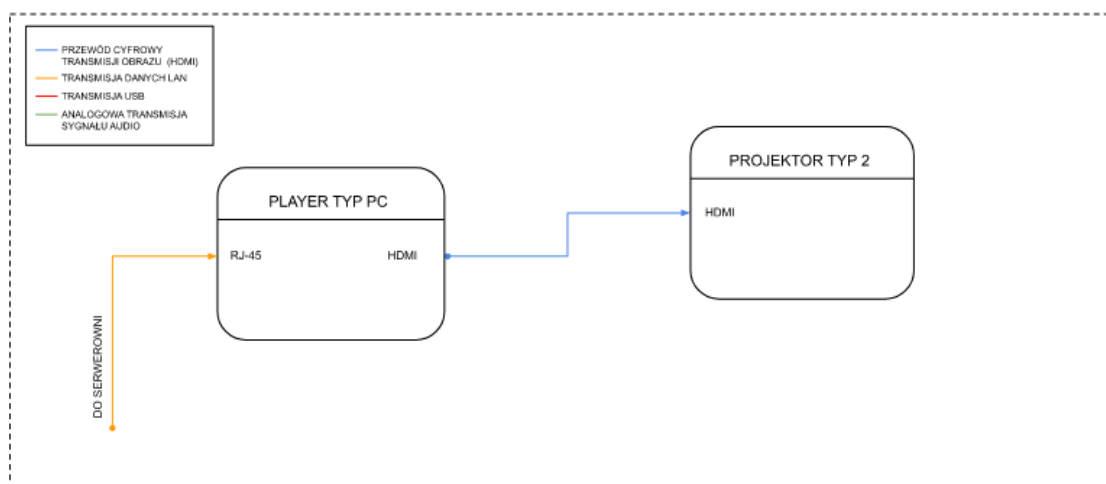 PRZEWÓD CYFROWY
TRANSMISJI OBRAZU (HDMI)
TRANSMISJA DANYCH LAN
TRANSMISJA USB
ANALOGOWA TRANSMISJA
SYGNAŁU AUDIO
PROJEKTOR TYP 2
HDMI
PLAYER TYP PC
RJ-45
HDMI
DO SERWEROWNI